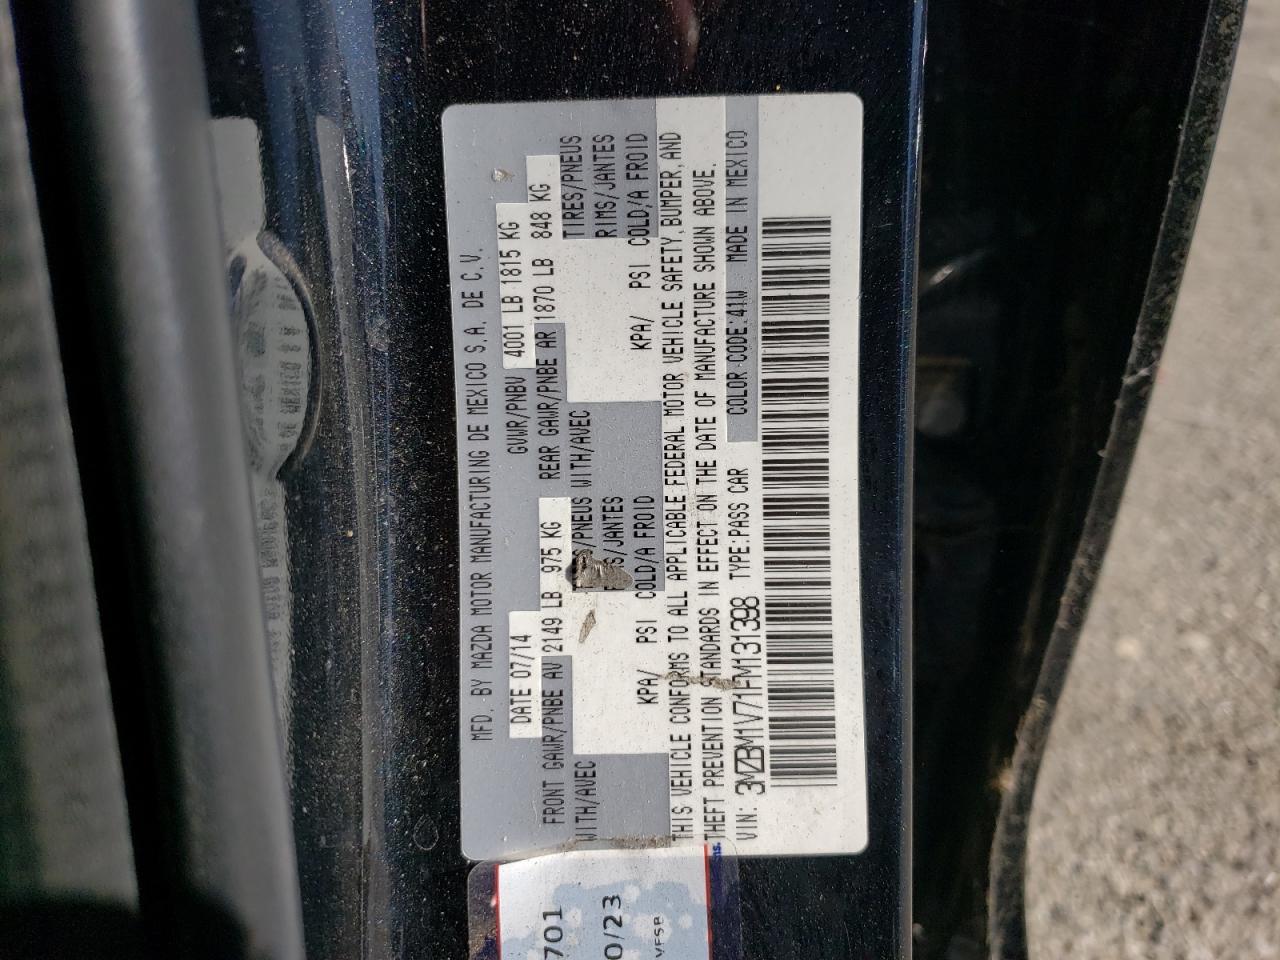 MFD. BY MAZDA MOTOR MANUFACTURING DE MEXICO S.A. DE C.V.
DATE 07/14 GVWR/PNBV 4001 LB 1815 KG
FRONT GAWR/PNBE AV 2149 LB 975 KG REAR GAWR/PNBE AR 1870 LB 848 KG
WITH/AVEC /PNEUS WITH/AVEC TIRES/PNEUS
/JANTES RIMS/JANTES
KPA/ PSI COLD/A FROID KPA/ PSI COLD/A FROID
THIS VEHICLE CONFORMS TO ALL APPLICABLE FEDERAL MOTOR VEHICLE SAFETY, BUMPER, AND
THEFT PREVENTION STANDARDS IN EFFECT ON THE DATE OF MANUFACTURE SHOWN ABOVE.
VIN: 3MZBM1V71FM131398 TYPE:PASS CAR COLOR CODE:41W MADE IN MEXICO
701
0/23